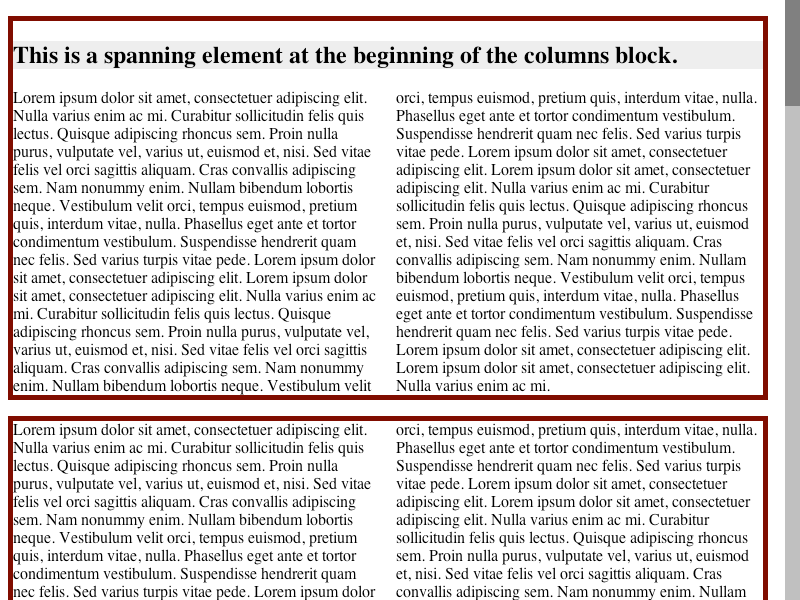 This is a spanning element at the beginning of the columns block.
Lorem ipsum dolor sit amet, consectetuer adipiscing elit.
Nulla varius enim ac mi. Curabitur sollicitudin felis quis
lectus. Quisque adipiscing rhoncus sem. Proin nulla
purus, vulputate vel, varius ut, euismod et, nisi. Sed vitae
felis vel orci sagittis aliquam. Cras convallis adipiscing
sem. Nam nonummy enim. Nullam bibendum lobortis
neque. Vestibulum velit orci, tempus euismod, pretium
quis, interdum vitae, nulla. Phasellus eget ante et tortor
condimentum vestibulum. Suspendisse hendrerit quam
nec felis. Sed varius turpis vitae pede. Lorem ipsum dolor
sit amet, consectetuer adipiscing elit. Lorem ipsum dolor
sit amet, consectetuer adipiscing elit. Nulla varius enim ac
mi. Curabitur sollicitudin felis quis lectus. Quisque
adipiscing rhoncus sem. Proin nulla purus, vulputate vel,
varius ut, euismod et, nisi. Sed vitae felis vel orci sagittis
aliquam. Cras convallis adipiscing sem. Nam nonummy
enim. Nullam bibendum lobortis neque. Vestibulum velit
orci, tempus euismod, pretium quis, interdum vitae, nulla.
Phasellus eget ante et tortor condimentum vestibulum.
Suspendisse hendrerit quam nec felis. Sed varius turpis
vitae pede. Lorem ipsum dolor sit amet, consectetuer
adipiscing elit. Lorem ipsum dolor sit amet, consectetuer
adipiscing elit. Nulla varius enim ac mi. Curabitur
sollicitudin felis quis lectus. Quisque adipiscing rhoncus
sem. Proin nulla purus, vulputate vel, varius ut, euismod
et, nisi. Sed vitae felis vel orci sagittis aliquam. Cras
convallis adipiscing sem. Nam nonummy enim. Nullam
bibendum lobortis neque. Vestibulum velit orci, tempus
euismod, pretium quis, interdum vitae, nulla. Phasellus
eget ante et tortor condimentum vestibulum. Suspendisse
hendrerit quam nec felis. Sed varius turpis vitae pede.
Lorem ipsum dolor sit amet, consectetuer adipiscing elit.
Lorem ipsum dolor sit amet, consectetuer adipiscing elit.
Nulla varius enim ac mi.
Lorem ipsum dolor sit amet, consectetuer adipiscing elit.
Nulla varius enim ac mi. Curabitur sollicitudin felis quis
lectus. Quisque adipiscing rhoncus sem. Proin nulla
purus, vulputate vel, varius ut, euismod et, nisi. Sed vitae
felis vel orci sagittis aliquam. Cras convallis adipiscing
sem. Nam nonummy enim. Nullam bibendum lobortis
neque. Vestibulum velit orci, tempus euismod, pretium
quis, interdum vitae, nulla. Phasellus eget ante et tortor
condimentum vestibulum. Suspendisse hendrerit quam
nec felis. Sed varius turpis vitae pede. Lorem ipsum dolor
orci, tempus euismod, pretium quis, interdum vitae, nulla.
Phasellus eget ante et tortor condimentum vestibulum.
Suspendisse hendrerit quam nec felis. Sed varius turpis
vitae pede. Lorem ipsum dolor sit amet, consectetuer
adipiscing elit. Lorem ipsum dolor sit amet, consectetuer
adipiscing elit. Nulla varius enim ac mi. Curabitur
sollicitudin felis quis lectus. Quisque adipiscing rhoncus
sem. Proin nulla purus, vulputate vel, varius ut, euismod
et, nisi. Sed vitae felis vel orci sagittis aliquam. Cras
convallis adipiscing sem. Nam nonummy enim. Nullam